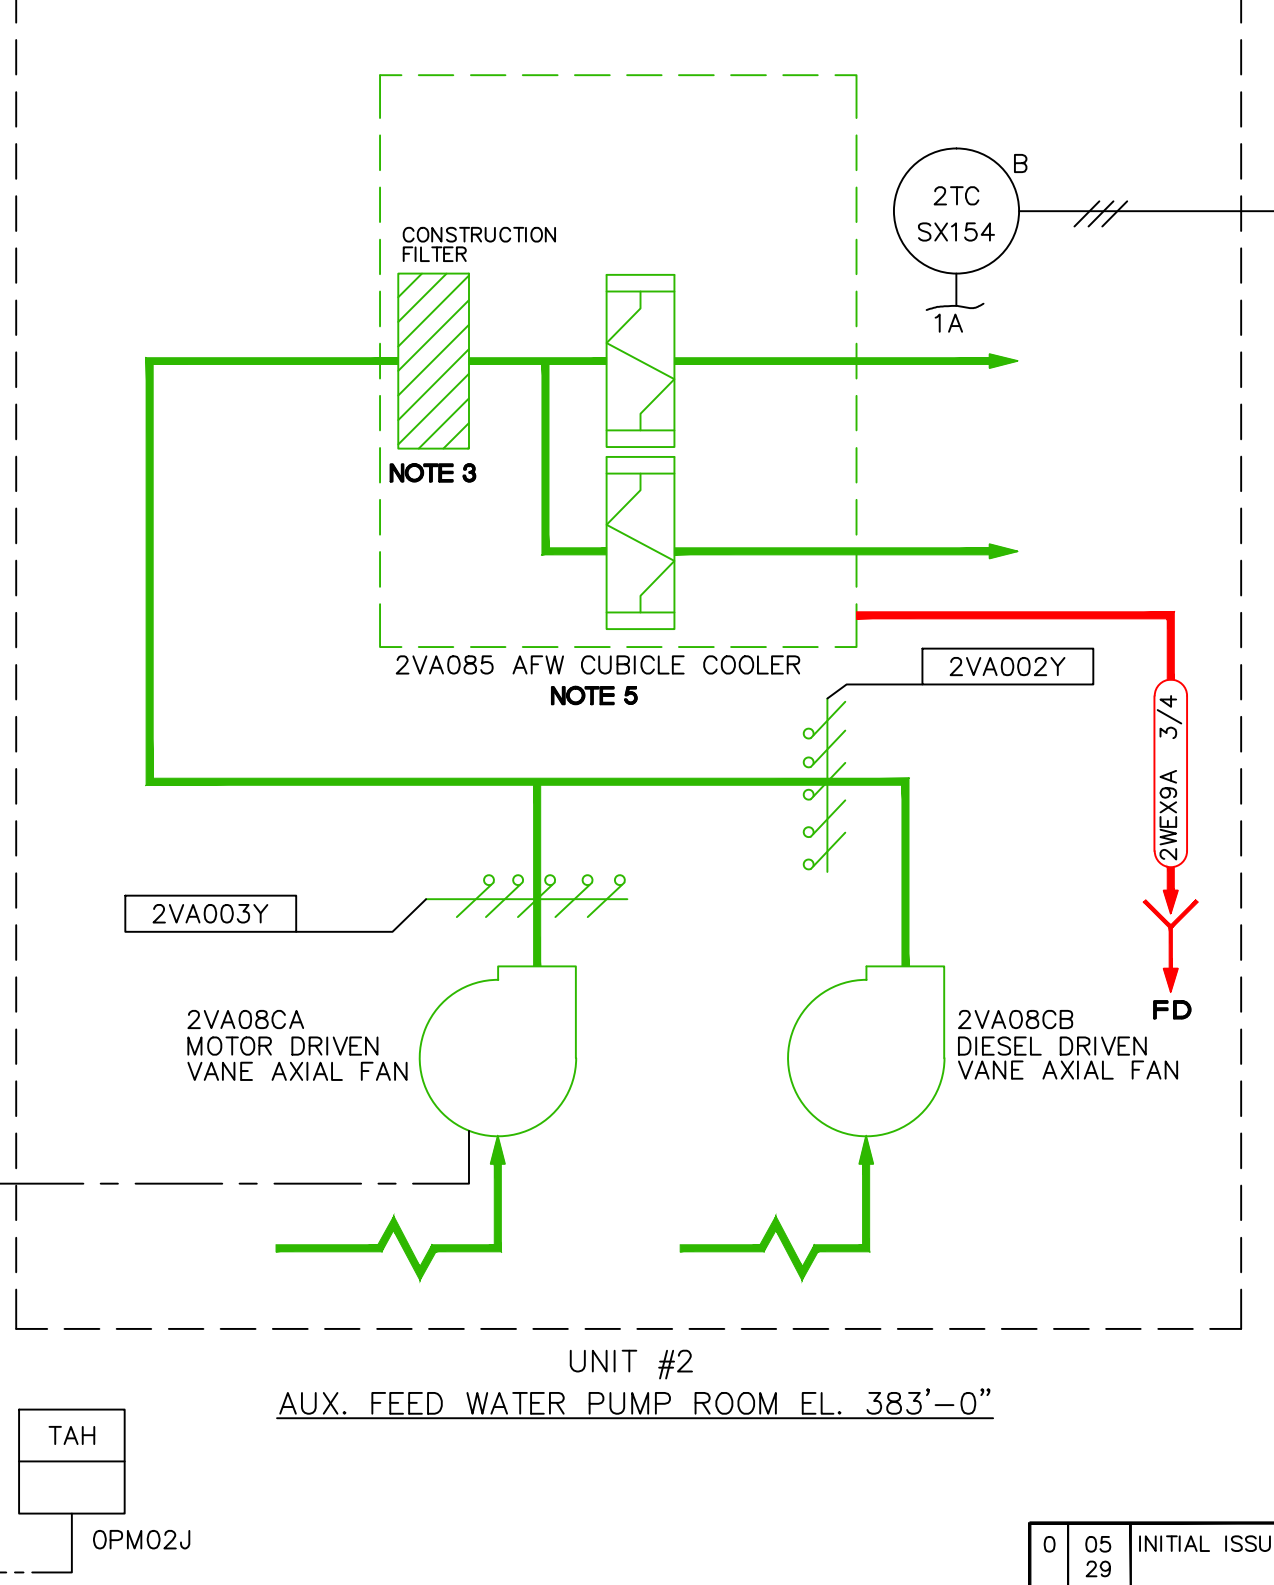 B
2TC
SX154
1A
CONSTRUCTION
FILTER
NOTE 3
2VA085 AFW CUBICLE COOLER
NOTE 5
2VA002Y
2WEX9A 3/4
2VA003Y
FD
2VA08CA
MOTOR DRIVEN
VANE AXIAL FAN
2VA08CB
DIESEL DRIVEN
VANE AXIAL FAN
UNIT #2
AUX. FEED WATER PUMP ROOM EL. 383'-0"
TAH
0PM02J
0 05 INITIAL ISSU
29